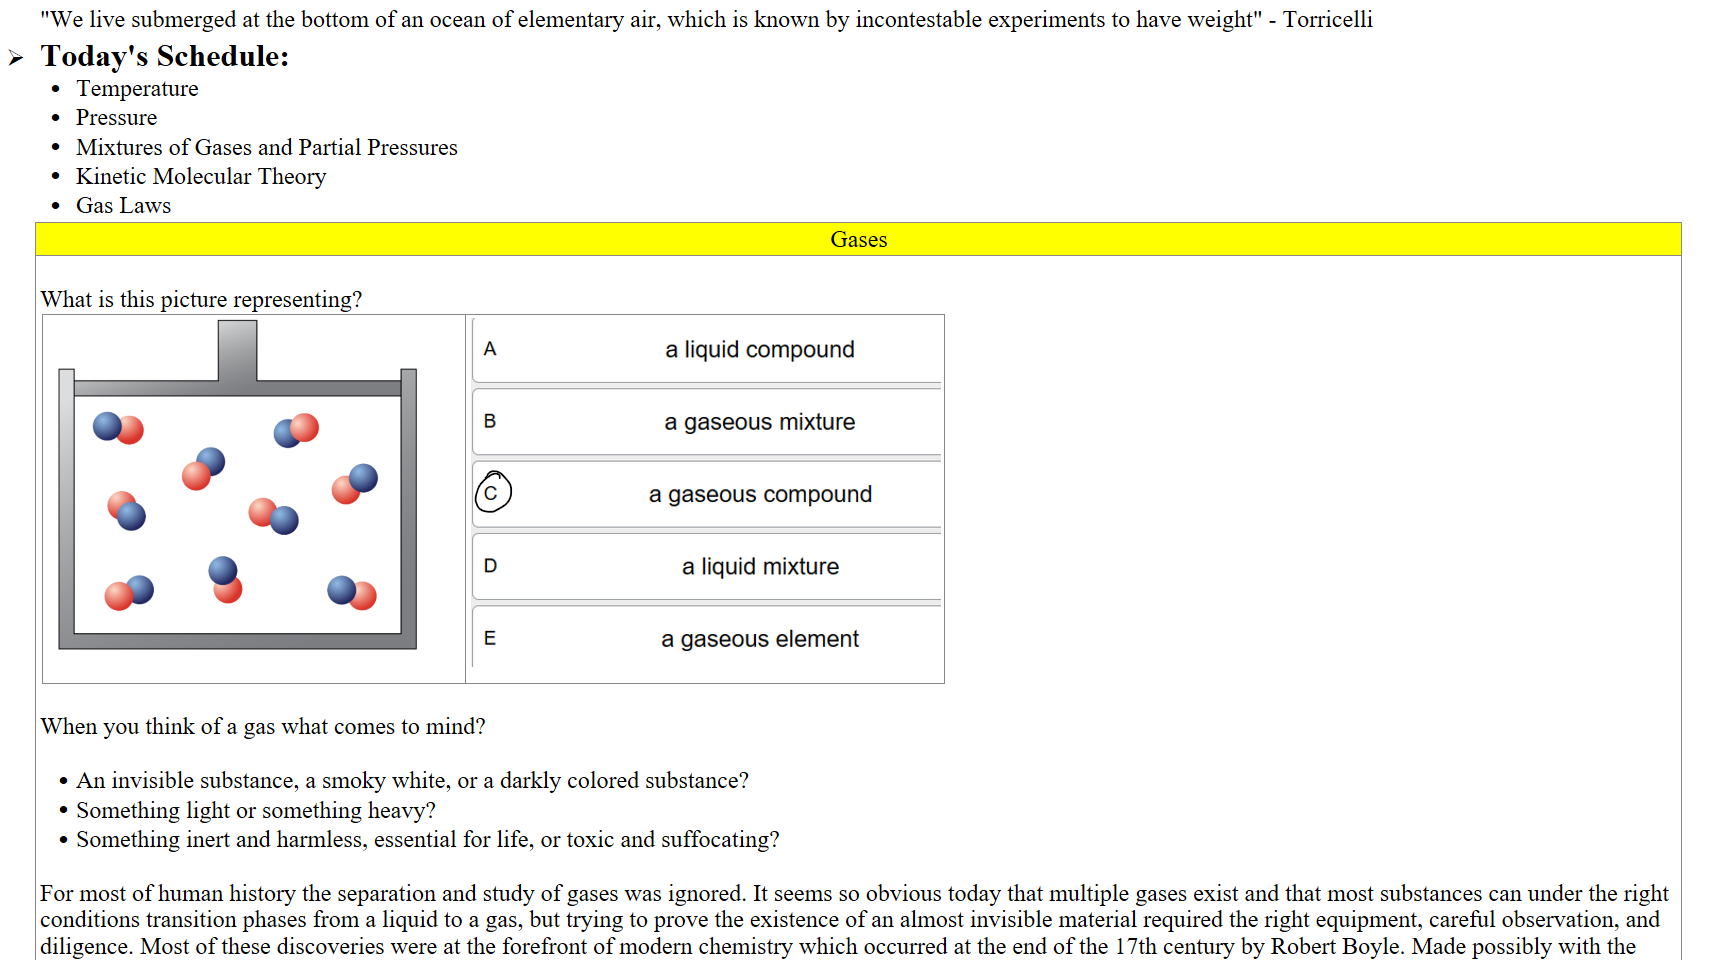 "We live submerged at the bottom of an ocean of elementary air, which is known by incontestable experiments to have weight" - Torricelli
➢ Today's Schedule:
• Temperature
• Pressure
• Mixtures of Gases and Partial Pressures
• Kinetic Molecular Theory
• Gas Laws
Gases
What is this picture representing?
A a liquid compound
B a gaseous mixture
C a gaseous compound
D a liquid mixture
E a gaseous element
When you think of a gas what comes to mind?
• An invisible substance, a smoky white, or a darkly colored substance?
• Something light or something heavy?
• Something inert and harmless, essential for life, or toxic and suffocating?
For most of human history the separation and study of gases was ignored. It seems so obvious today that multiple gases exist and that most substances can under the right
conditions transition phases from a liquid to a gas, but trying to prove the existence of an almost invisible material required the right equipment, careful observation, and
diligence. Most of these discoveries were at the forefront of modern chemistry which occurred at the end of the 17th century by Robert Boyle. Made possibly with the